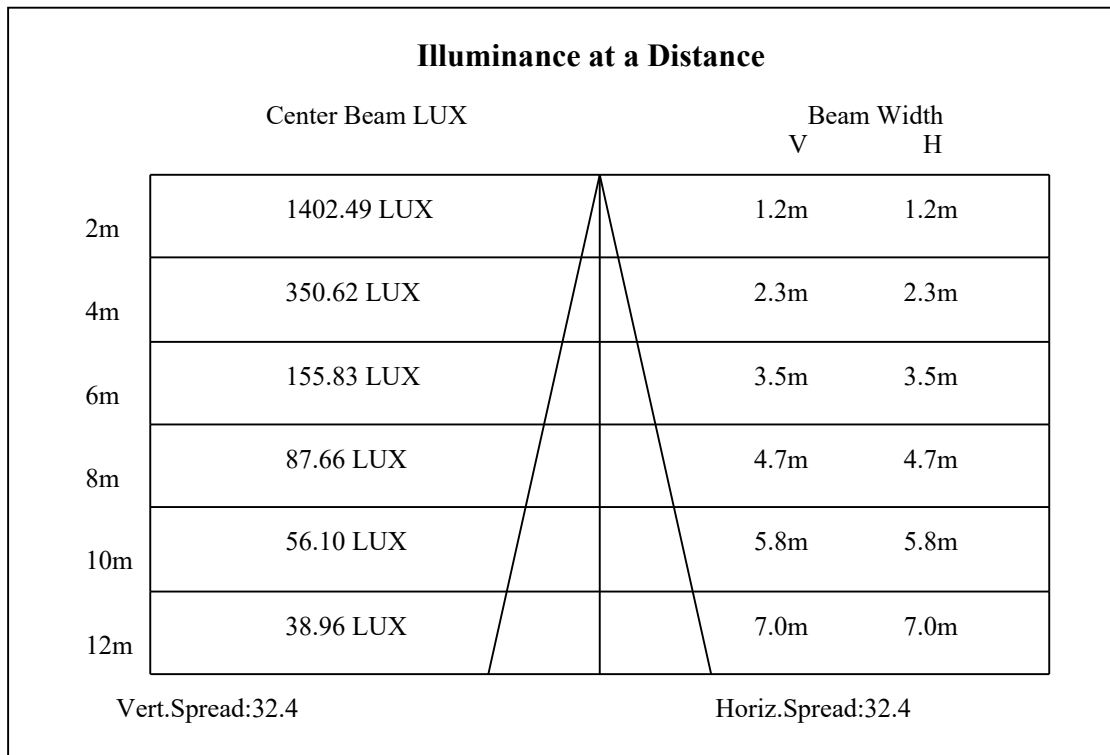 Illuminance at a Distance
Center Beam LUX Beam Width
V H
2m 1402.49 LUX 1.2m 1.2m
4m 350.62 LUX 2.3m 2.3m
6m 155.83 LUX 3.5m 3.5m
8m 87.66 LUX 4.7m 4.7m
10m 56.10 LUX 5.8m 5.8m
12m 38.96 LUX 7.0m 7.0m
Vert.Spread:32.4 Horiz.Spread:32.4